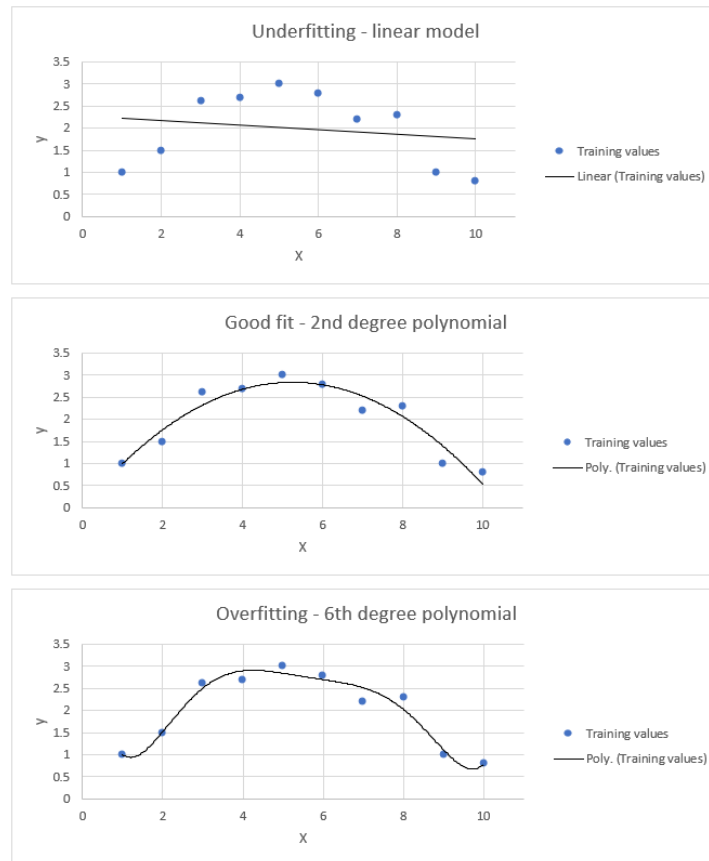 Underfitting - linear model
3.5
3
2.5
2
1.5
1
0.5
0
y
0 2 4 6 8 10
X
Training values
Linear (Training values)
Good fit - 2nd degree polynomial
3.5
3
2.5
2
1.5
1
0.5
0
y
0 2 4 6 8 10
X
Training values
Poly. (Training values)
Overfitting - 6th degree polynomial
3.5
3
2.5
2
1.5
1
0.5
0
y
0 2 4 6 8 10
X
Training values
Poly. (Training values)